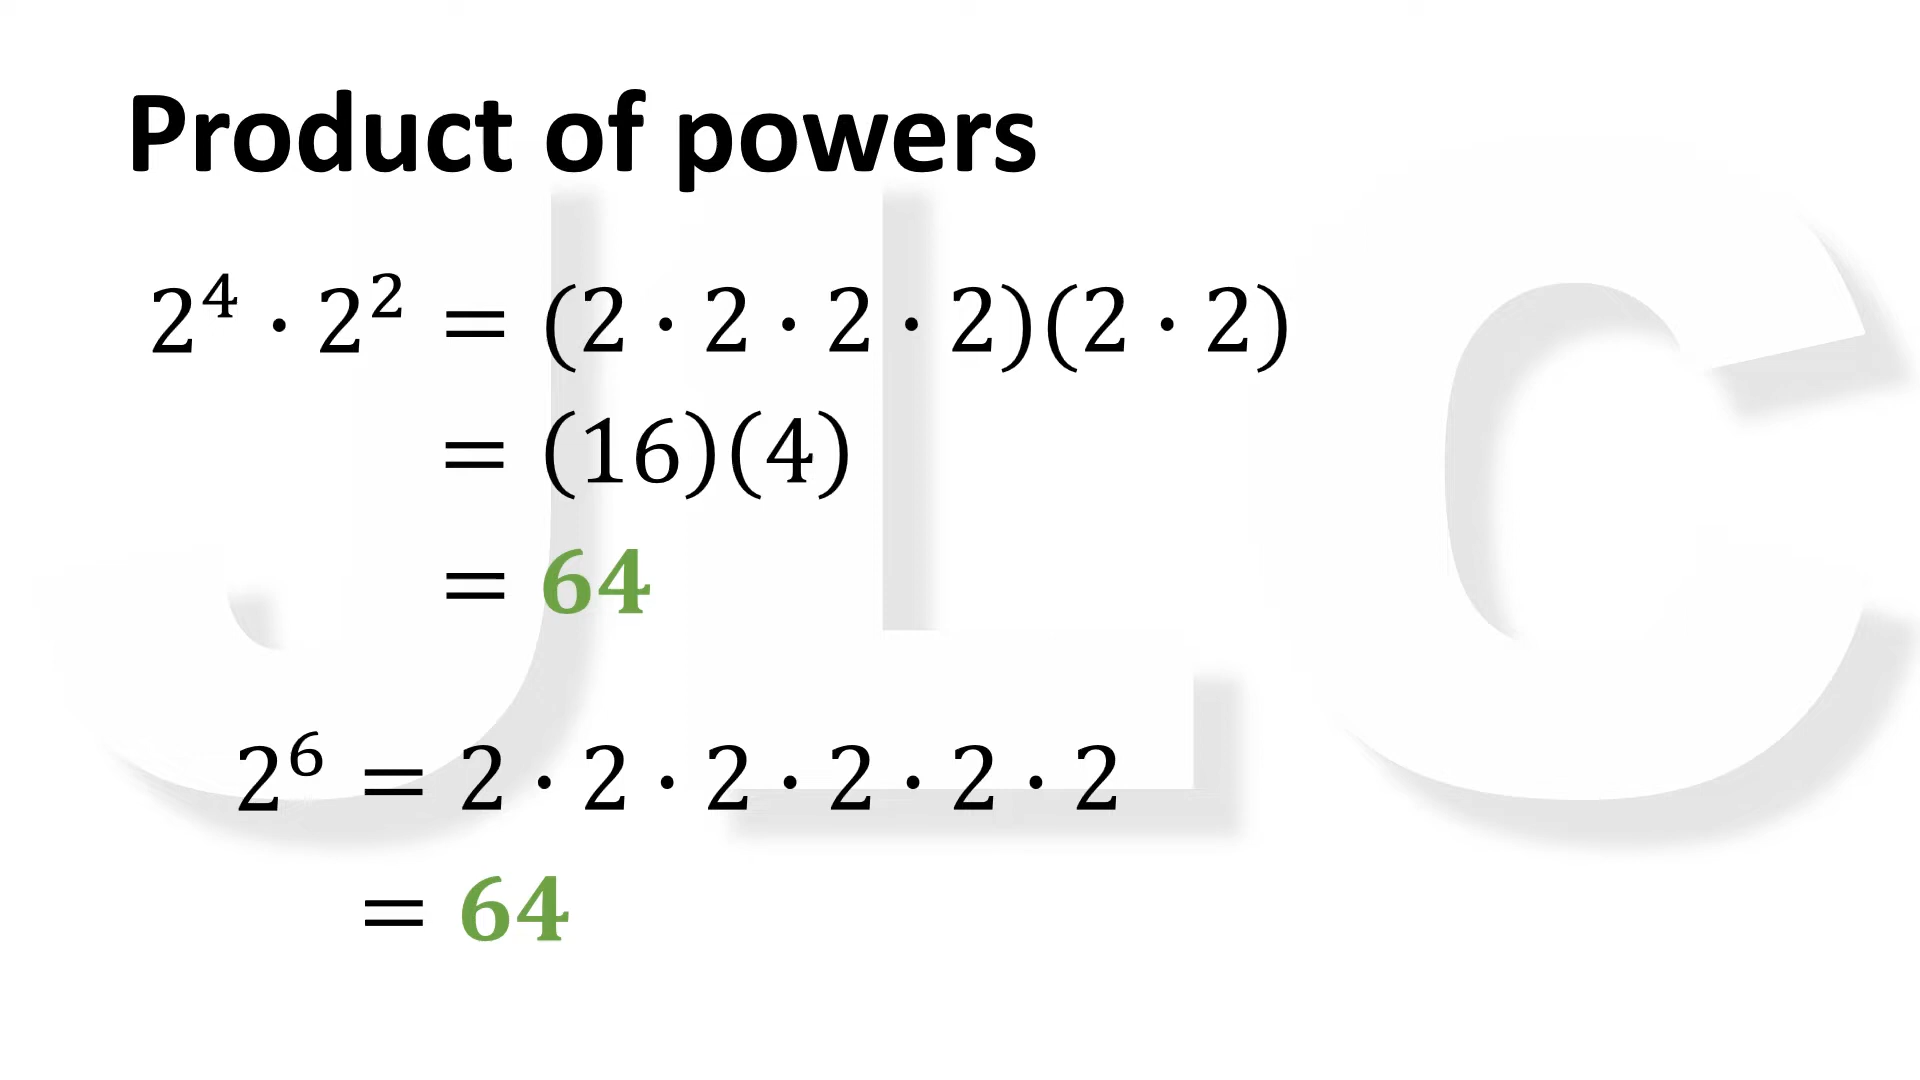 Product of powers
2⁴ · 2² = (2 · 2 · 2 · 2)(2 · 2)
= (16)(4)
= 64
2⁶ = 2 · 2 · 2 · 2 · 2 · 2
= 64
JLC